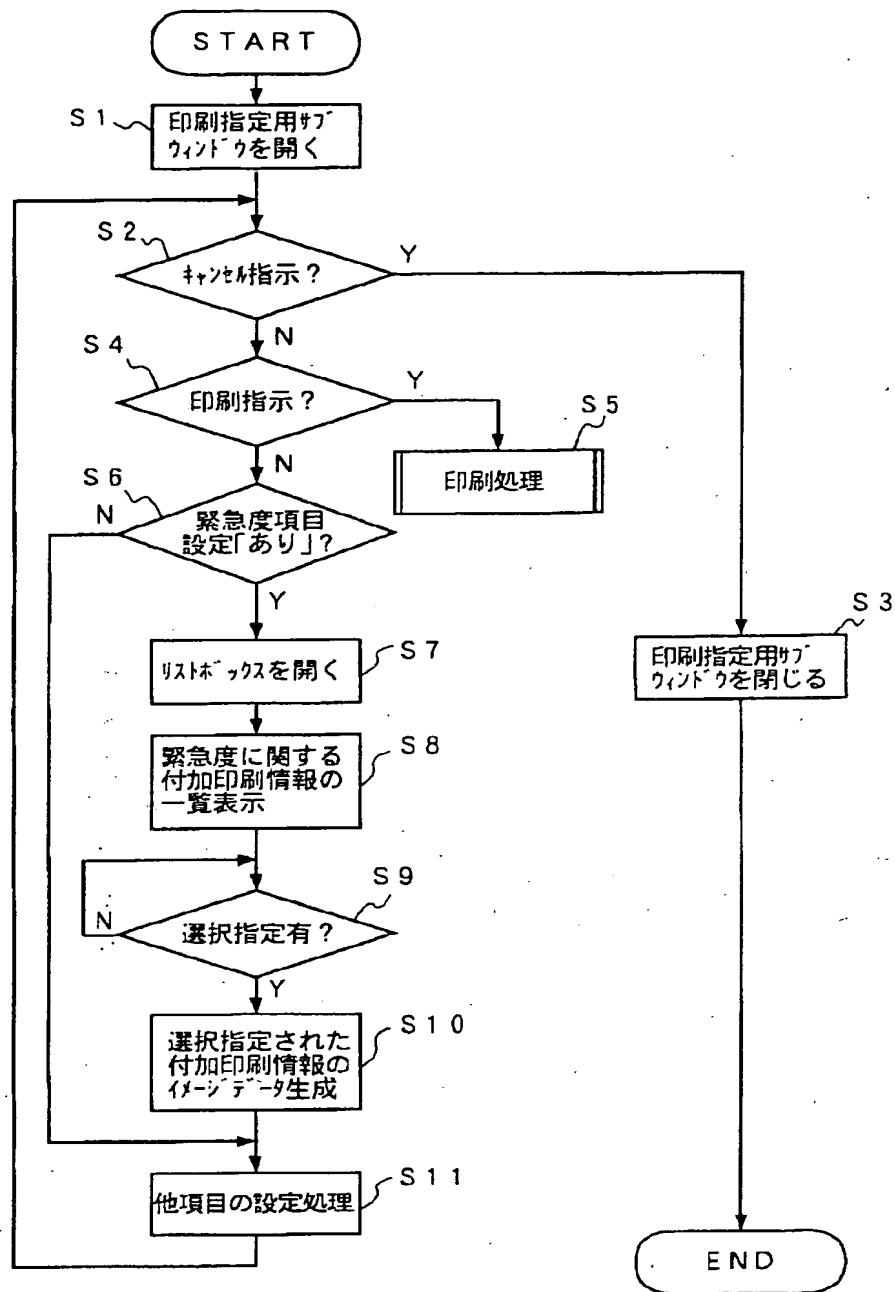 START
S1
印刷指定用ｻﾌﾞ
ｳｨﾝﾄﾞｳを開く
S2
ｷｬﾝｾﾙ指示？
Y
N
S4
印刷指示？
Y
N
S5
印刷処理
S6
緊急度項目
設定｢あり｣？
N
Y
S3
印刷指定用ｻﾌﾞ
ｳｨﾝﾄﾞｳを閉じる
S7
ﾘｽﾄﾎﾞｯｸｽを開く
S8
緊急度に関する
付加印刷情報の
一覧表示
S9
選択指定有？
N
Y
S10
選択指定された
付加印刷情報の
ｲﾒｰｼﾞﾃﾞｰﾀ生成
S11
他項目の設定処理
END